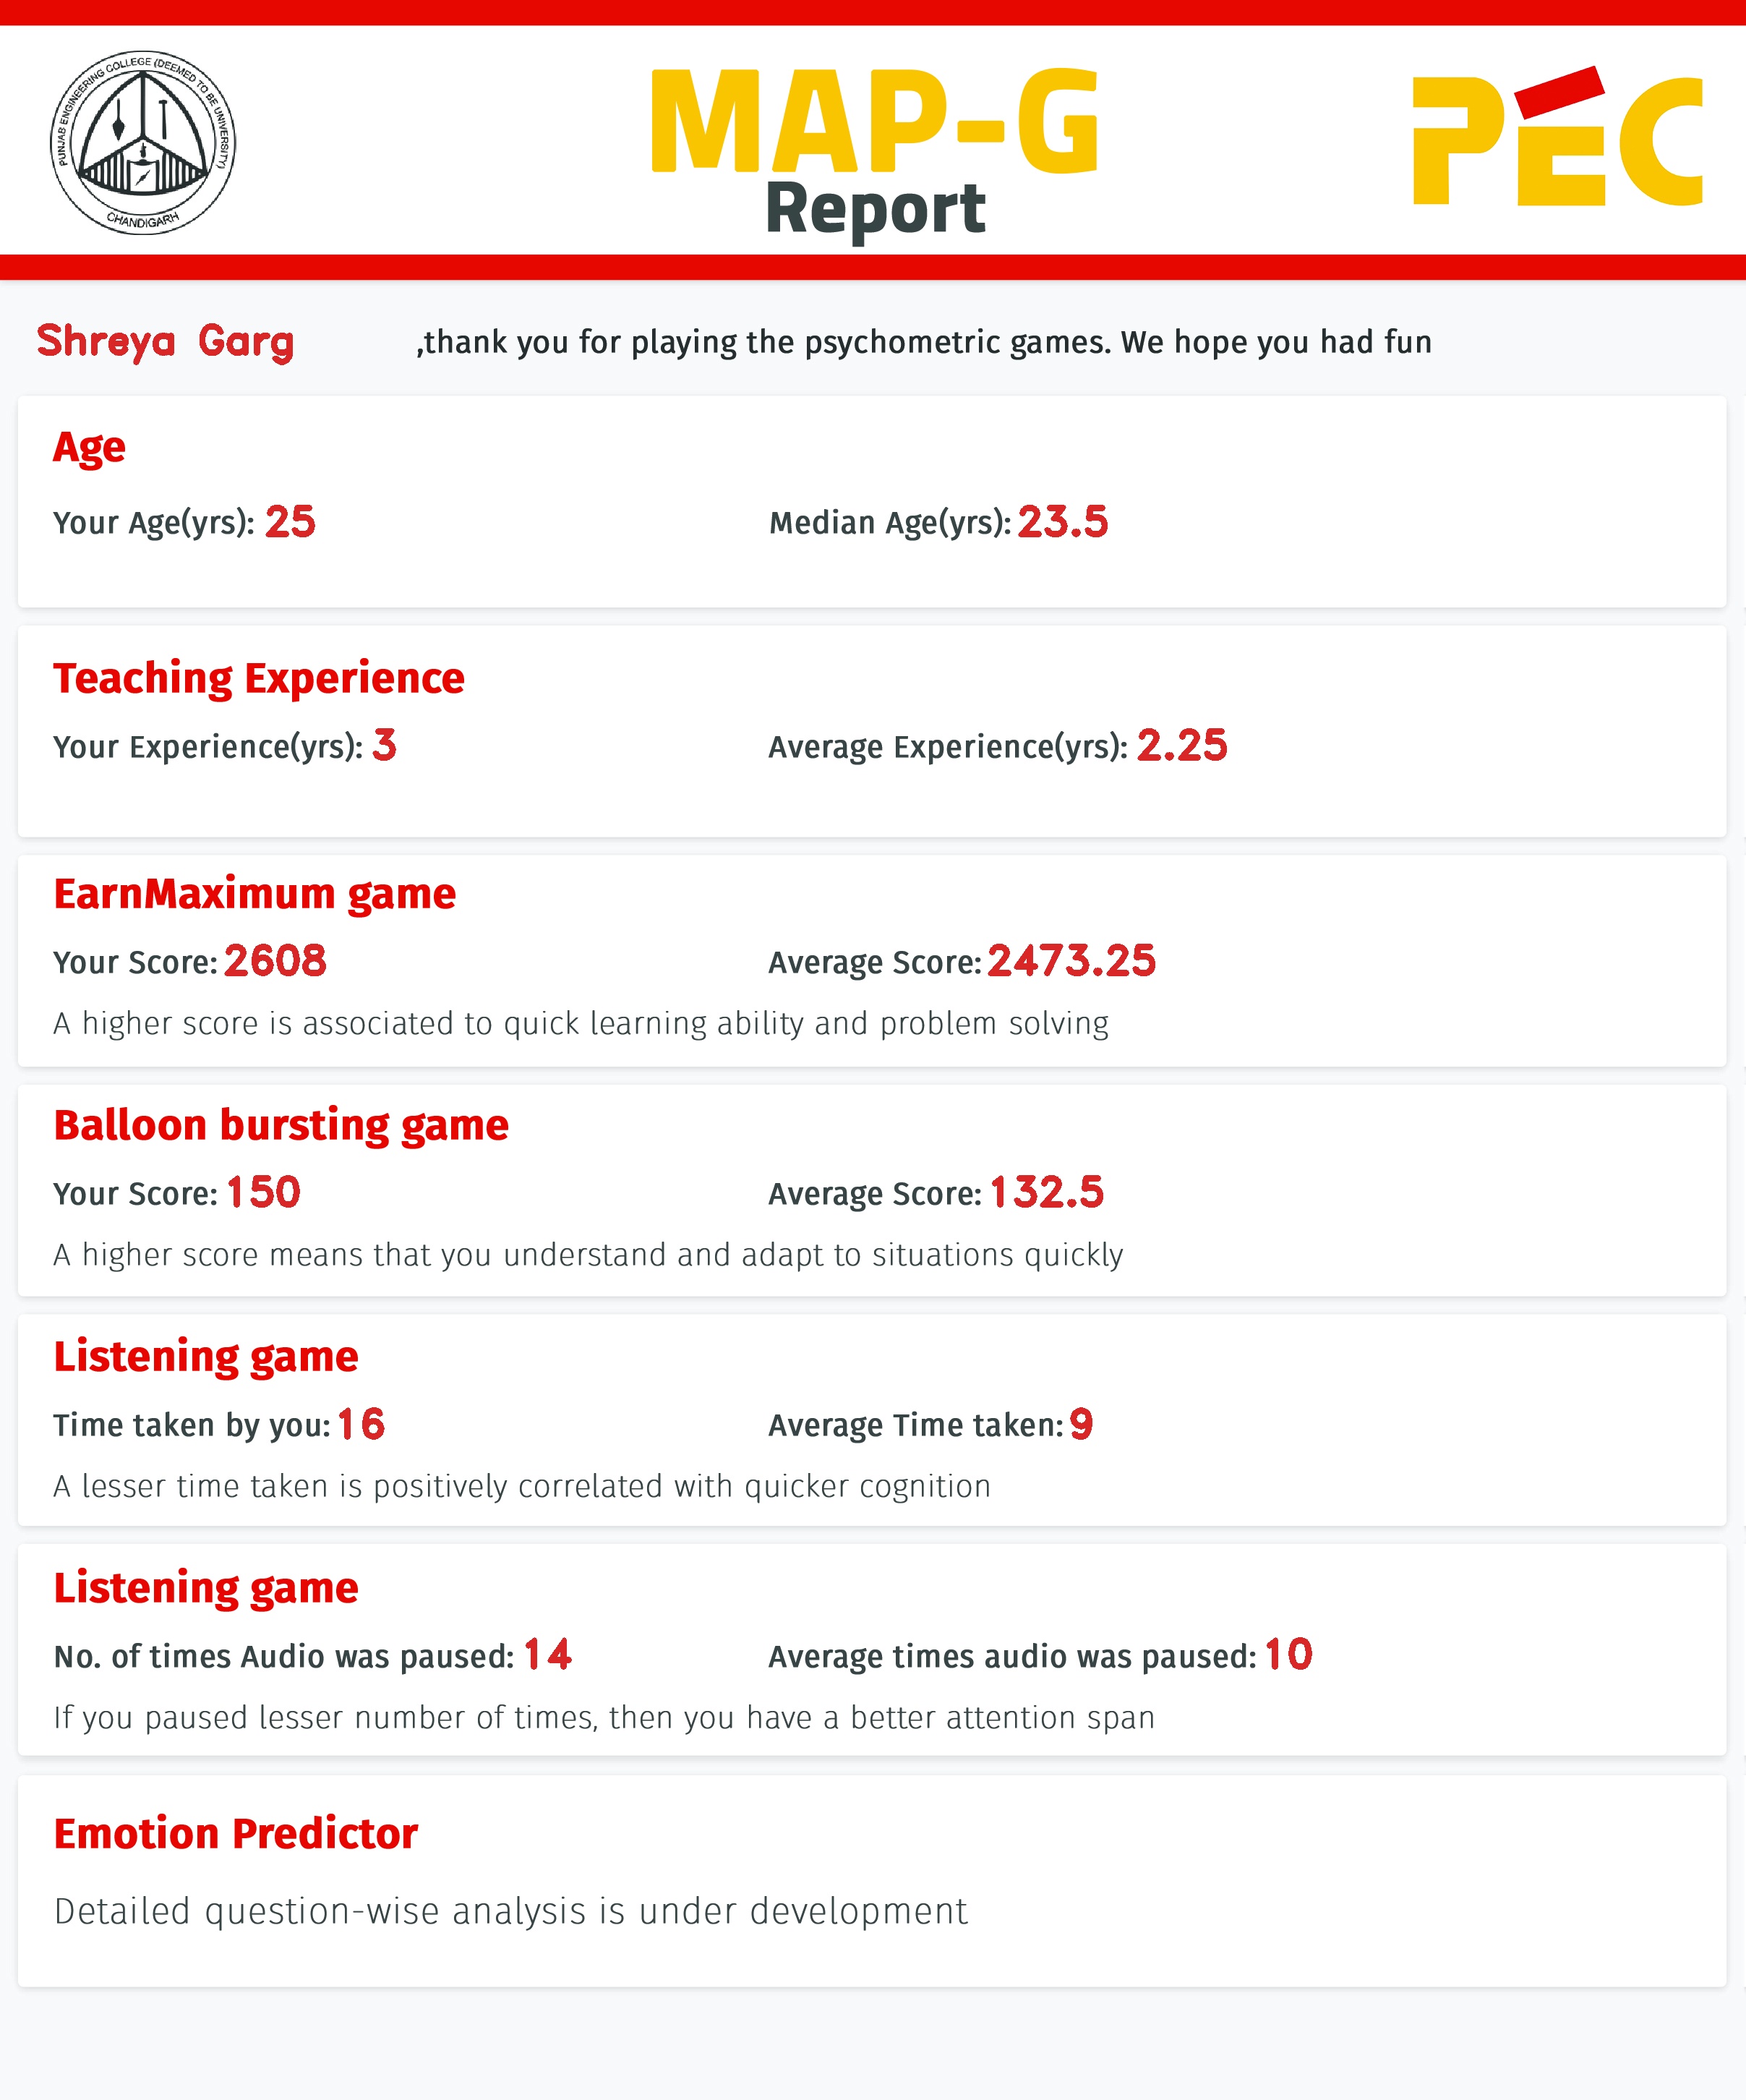 PUNJAB ENGINEERING COLLEGE (DEEMED TO BE UNIVERSITY)
CHANDIGARH
MAP-G
Report
PEC
Shreya Garg ,thank you for playing the psychometric games. We hope you had fun
Age
Your Age(yrs): 25 Median Age(yrs): 23.5
Teaching Experience
Your Experience(yrs): 3 Average Experience(yrs): 2.25
EarnMaximum game
Your Score: 2608 Average Score: 2473.25
A higher score is associated to quick learning ability and problem solving
Balloon bursting game
Your Score: 150 Average Score: 132.5
A higher score means that you understand and adapt to situations quickly
Listening game
Time taken by you: 16 Average Time taken: 9
A lesser time taken is positively correlated with quicker cognition
Listening game
No. of times Audio was paused: 14 Average times audio was paused: 10
If you paused lesser number of times, then you have a better attention span
Emotion Predictor
Detailed question-wise analysis is under development